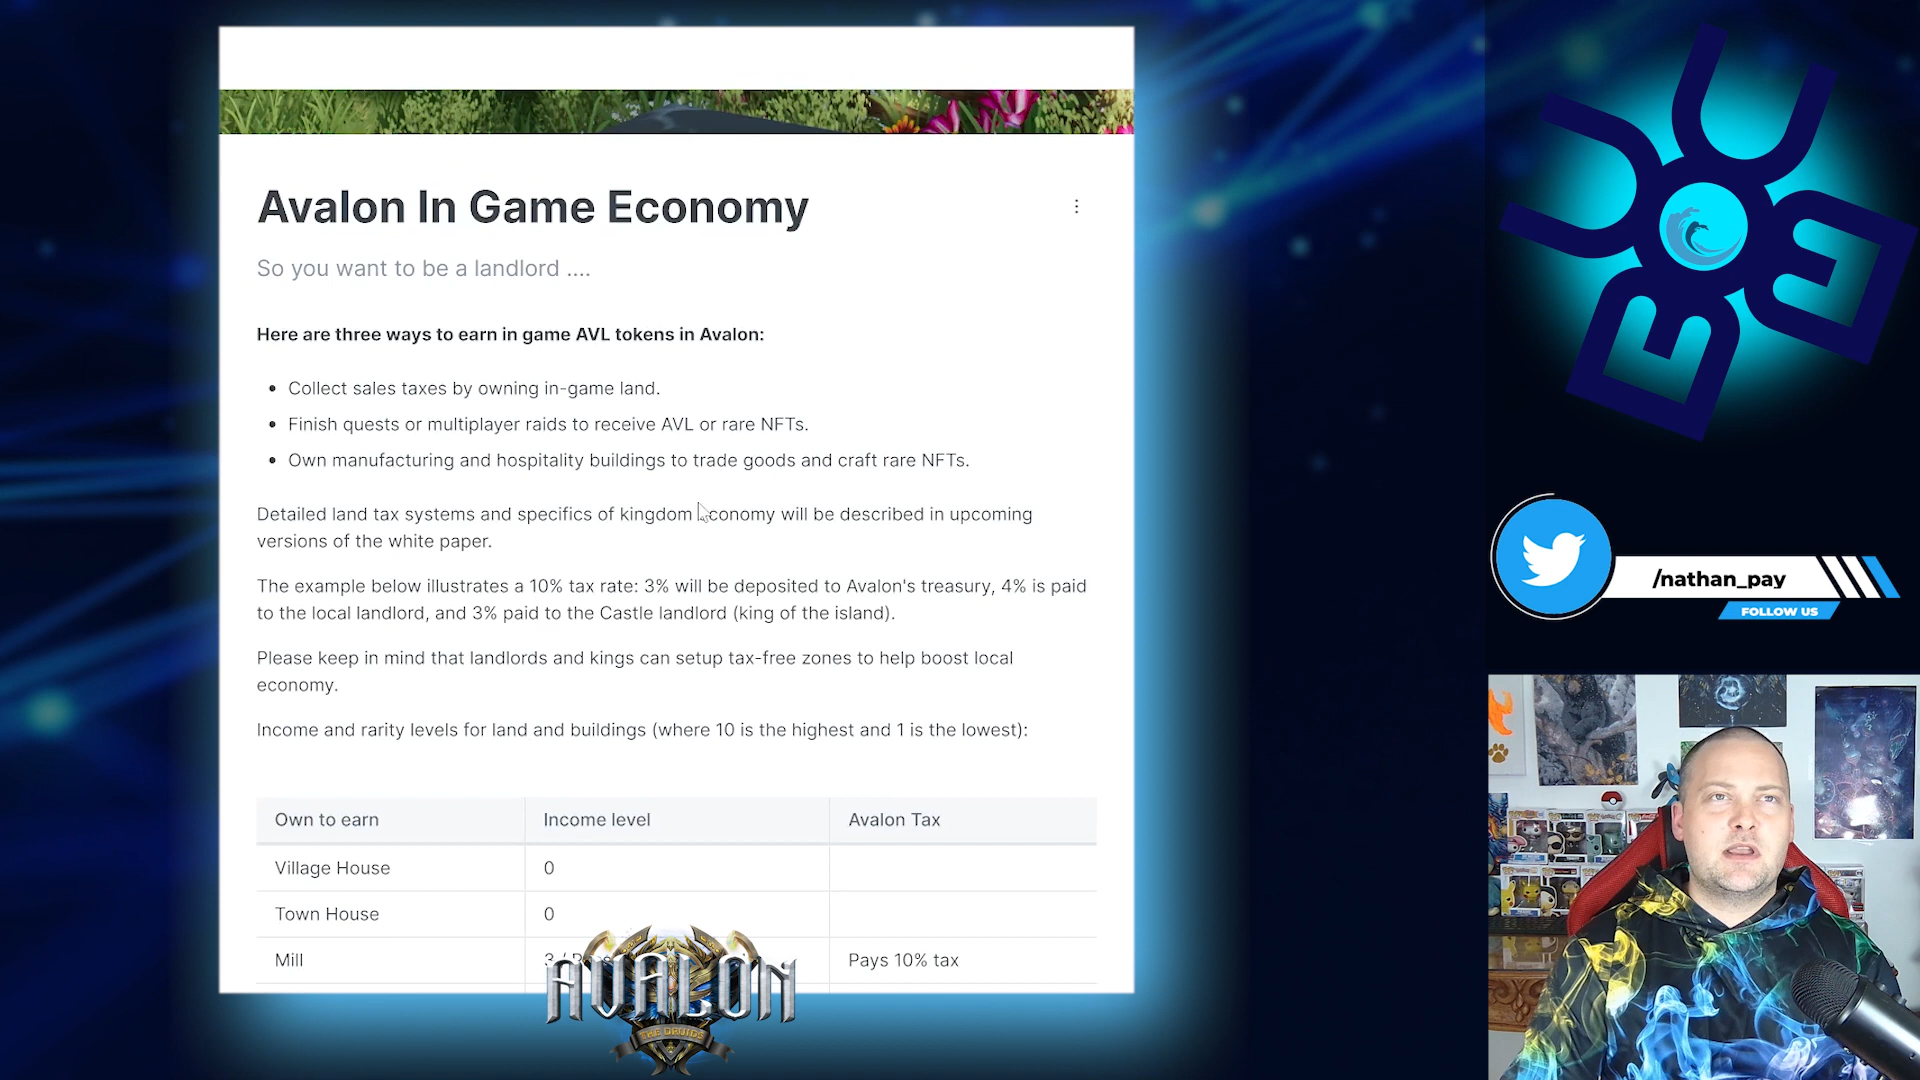 Avalon In Game Economy
So you want to be a landlord ....
Here are three ways to earn in game AVL tokens in Avalon:
Collect sales taxes by owning in-game land.
Finish quests or multiplayer raids to receive AVL or rare NFTs.
Own manufacturing and hospitality buildings to trade goods and craft rare NFTs.
Detailed land tax systems and specifics of kingdom economy will be described in upcoming
versions of the white paper.
The example below illustrates a 10% tax rate: 3% will be deposited to Avalon's treasury, 4% is paid
to the local landlord, and 3% paid to the Castle landlord (king of the island).
Please keep in mind that landlords and kings can setup tax-free zones to help boost local
economy.
Income and rarity levels for land and buildings (where 10 is the highest and 1 is the lowest):
Own to earn Income level Avalon Tax
Village House 0
Town House 0
Mill 3 Pays 10% tax
AVALON
THE DRUIDS
/nathan_pay
FOLLOW US